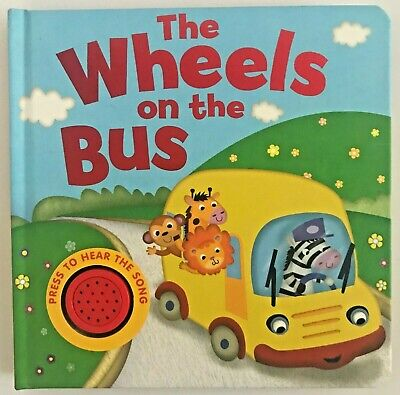 The
Wheels
on the
Bus
PRESS TO HEAR THE SONG